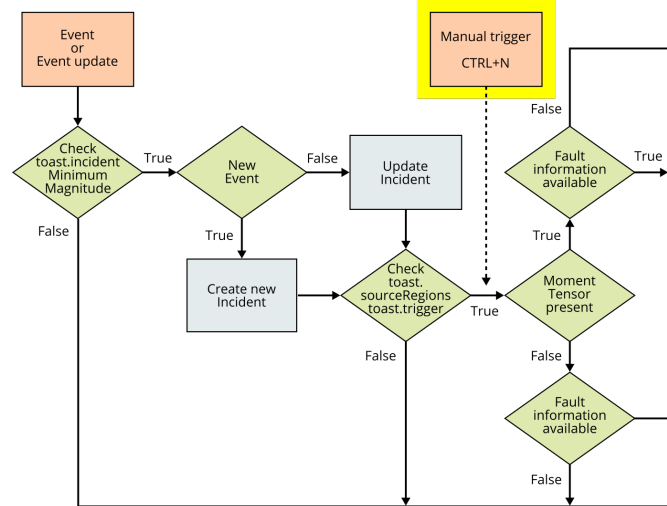 Event
or
Event update
Manual trigger
CTRL+N
False
Check
toast.incident
Minimum
Magnitude
True
New
Event
False
Update
Incident
Fault
information
available
True
False
True
True
Create new
Incident
Check
toast.
sourceRegions
toast.trigger
True
Moment
Tensor
present
False
False
Fault
information
available
False